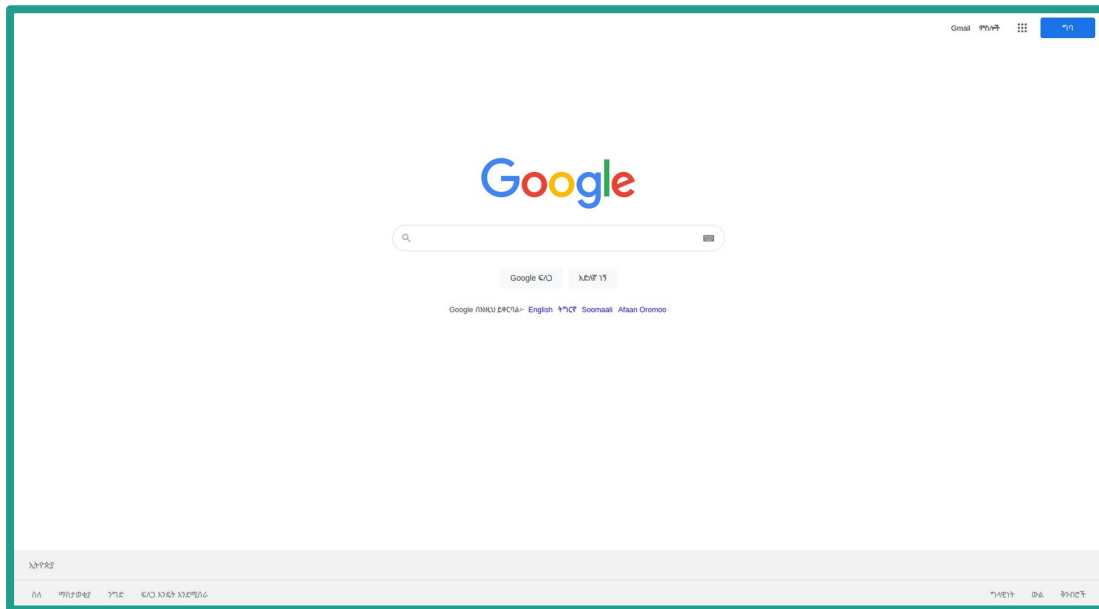 Gmail ምስሎች ግባ
Google
Google ፍለጋ እድለኛ ነኝ
Google በእዚህ ይቀርባል፦ English ትግርኛ Soomaali Afaan Oromoo
ኢትዮጵያ
ስለ ማስታወቂያ ንግድ ፍለጋ እንዴት እንደሚሰራ ግላዊነት ውል ቅንብሮች